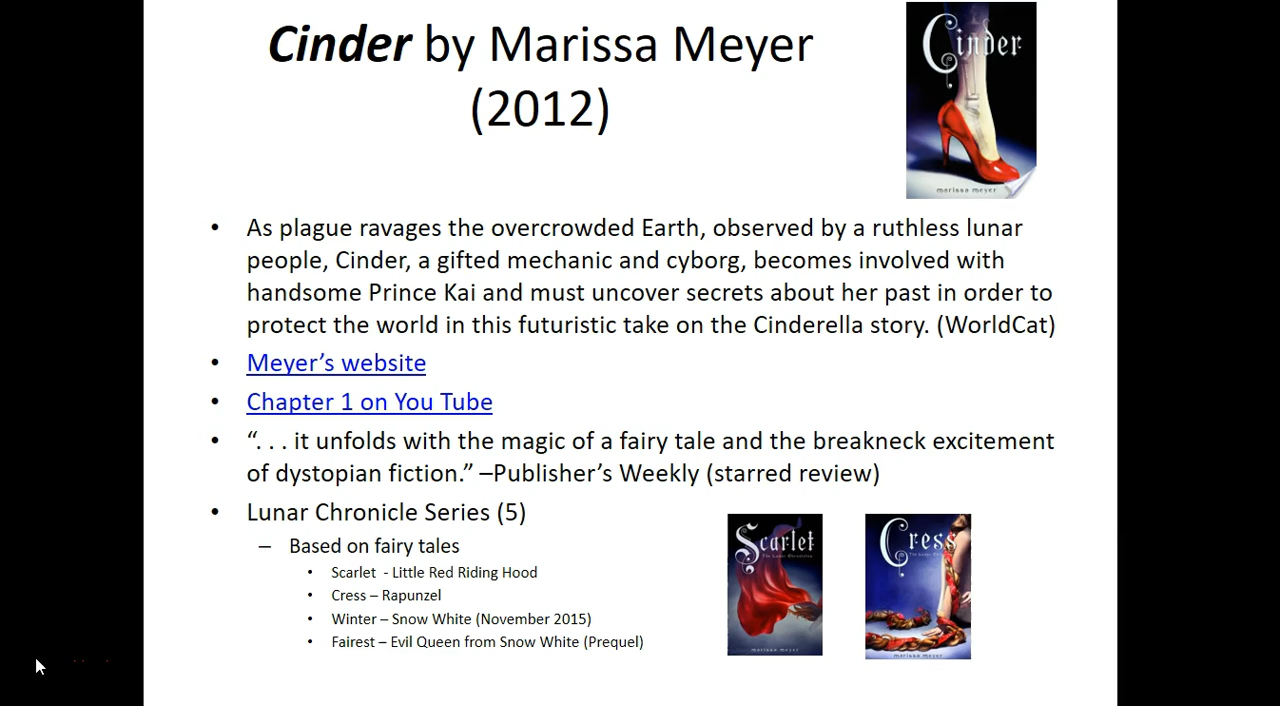 Cinder by Marissa Meyer
(2012)
Cinder
marissa meyer
• As plague ravages the overcrowded Earth, observed by a ruthless lunar
people, Cinder, a gifted mechanic and cyborg, becomes involved with
handsome Prince Kai and must uncover secrets about her past in order to
protect the world in this futuristic take on the Cinderella story. (WorldCat)
• Meyer’s website
• Chapter 1 on You Tube
• “. . . it unfolds with the magic of a fairy tale and the breakneck excitement
of dystopian fiction.” –Publisher’s Weekly (starred review)
• Lunar Chronicle Series (5)
– Based on fairy tales
• Scarlet - Little Red Riding Hood
• Cress – Rapunzel
• Winter – Snow White (November 2015)
• Fairest – Evil Queen from Snow White (Prequel)
Scarlet
marissa meyer
Cress
marissa meyer